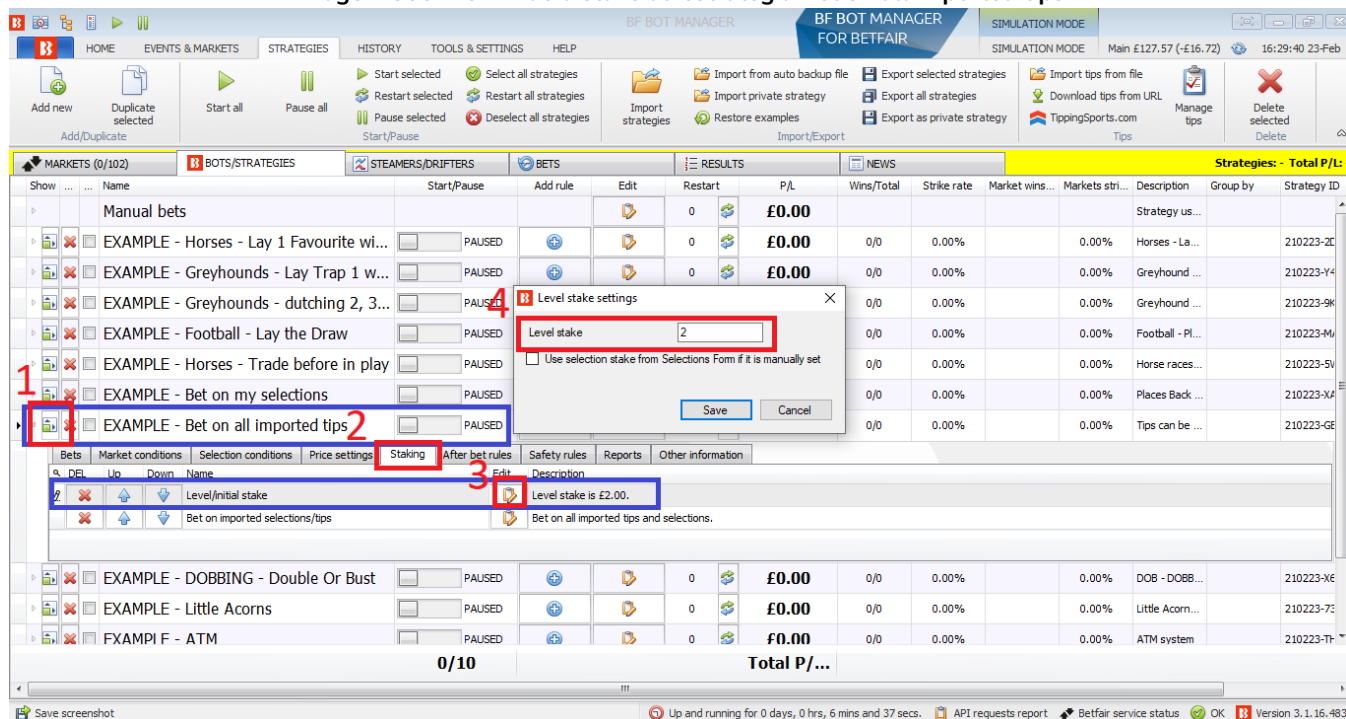 BF BOT MANAGER
BF BOT MANAGER
FOR BETFAIR
SIMULATION MODE
HOME EVENTS & MARKETS STRATEGIES HISTORY TOOLS & SETTINGS HELP
SIMULATION MODE Main £127.57 (-£16.72) 16:29:40 23-Feb
Add new
Duplicate selected
Add/Duplicate
Start all
Pause all
Start selected
Restart selected
Pause selected
Select all strategies
Restart all strategies
Deselect all strategies
Start/Pause
Import strategies
Import from auto backup file
Import private strategy
Restore examples
Export selected strategies
Export all strategies
Export as private strategy
Import/Export
Import tips from file
Download tips from URL
TippingSports.com
Manage tips
Tips
Delete selected
Delete
MARKETS (0/102) BOTS/STRATEGIES STEAMERS/DRIFTERS BETS RESULTS NEWS Strategies: - Total P/L:
Show ... ... Name Start/Pause Add rule Edit Restart P/L Wins/Total Strike rate Market wins... Markets stri... Description Group by Strategy ID
Manual bets 0 £0.00 Strategy us...
EXAMPLE - Horses - Lay 1 Favourite wi... PAUSED 0 £0.00 0/0 0.00% 0.00% Horses - La... 210223-2D
EXAMPLE - Greyhounds - Lay Trap 1 w... PAUSED 0 £0.00 0/0 0.00% 0.00% Greyhound ... 210223-Y4
EXAMPLE - Greyhounds - dutching 2, 3... PAUSED 0/0 0.00% 0.00% Greyhound ... 210223-9K
EXAMPLE - Football - Lay the Draw PAUSED 0/0 0.00% 0.00% Football - Pl... 210223-M
EXAMPLE - Horses - Trade before in play PAUSED 0/0 0.00% 0.00% Horse races... 210223-5
EXAMPLE - Bet on my selections PAUSED 0/0 0.00% 0.00% Places Back ... 210223-XA
EXAMPLE - Bet on all imported tips PAUSED 0/0 0.00% 0.00% Tips can be ... 210223-GE
4
Level stake settings
Level stake 2
Use selection stake from Selections Form if it is manually set
Save Cancel
1
2
Bets Market conditions Selection conditions Price settings Staking After bet rules Safety rules Reports Other information
DEL Up Down Name Edit Description
3
Level/initial stake Level stake is £2.00.
Bet on imported selections/tips Bet on all imported tips and selections.
EXAMPLE - DOBBING - Double Or Bust PAUSED 0 £0.00 0/0 0.00% 0.00% DOB - DOBB... 210223-X6
EXAMPLE - Little Acorns PAUSED 0 £0.00 0/0 0.00% 0.00% Little Acorn... 210223-73
EXAMPLE - ATM PAUSED 0 £0.00 0/0 0.00% 0.00% ATM system 210223-TH
0/10 Total P/...
Save screenshot Up and running for 0 days, 0 hrs, 6 mins and 37 secs. API requests report Betfair service status OK Version 3.1.16.483